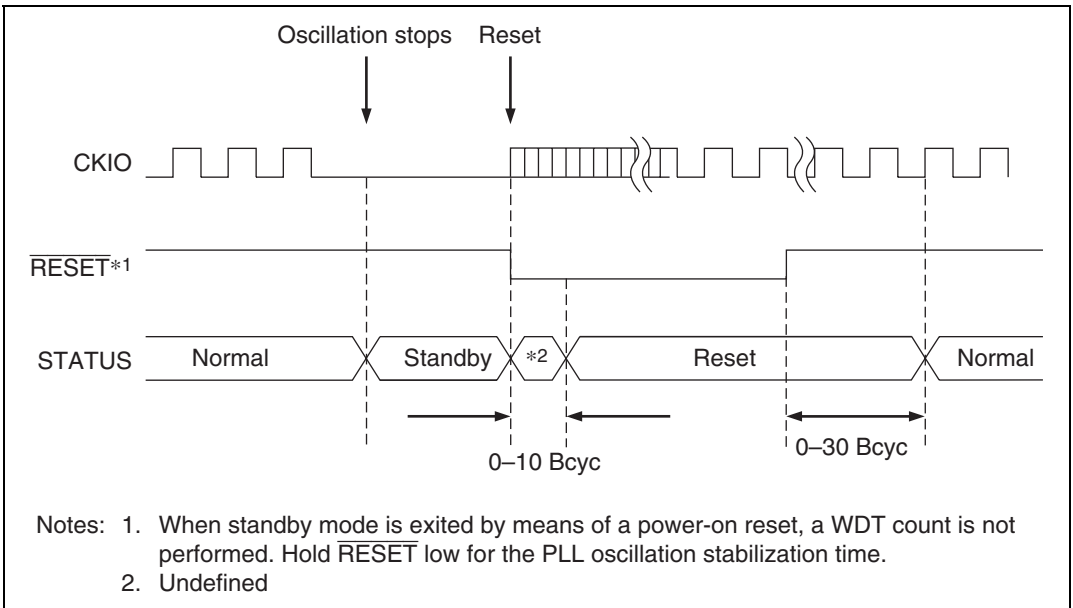 Oscillation stops Reset
CKIO
RESET*1
STATUS Normal Standby *2 Reset Normal
0–10 Bcyc 0–30 Bcyc
Notes: 1. When standby mode is exited by means of a power-on reset, a WDT count is not
performed. Hold RESET low for the PLL oscillation stabilization time.
2. Undefined